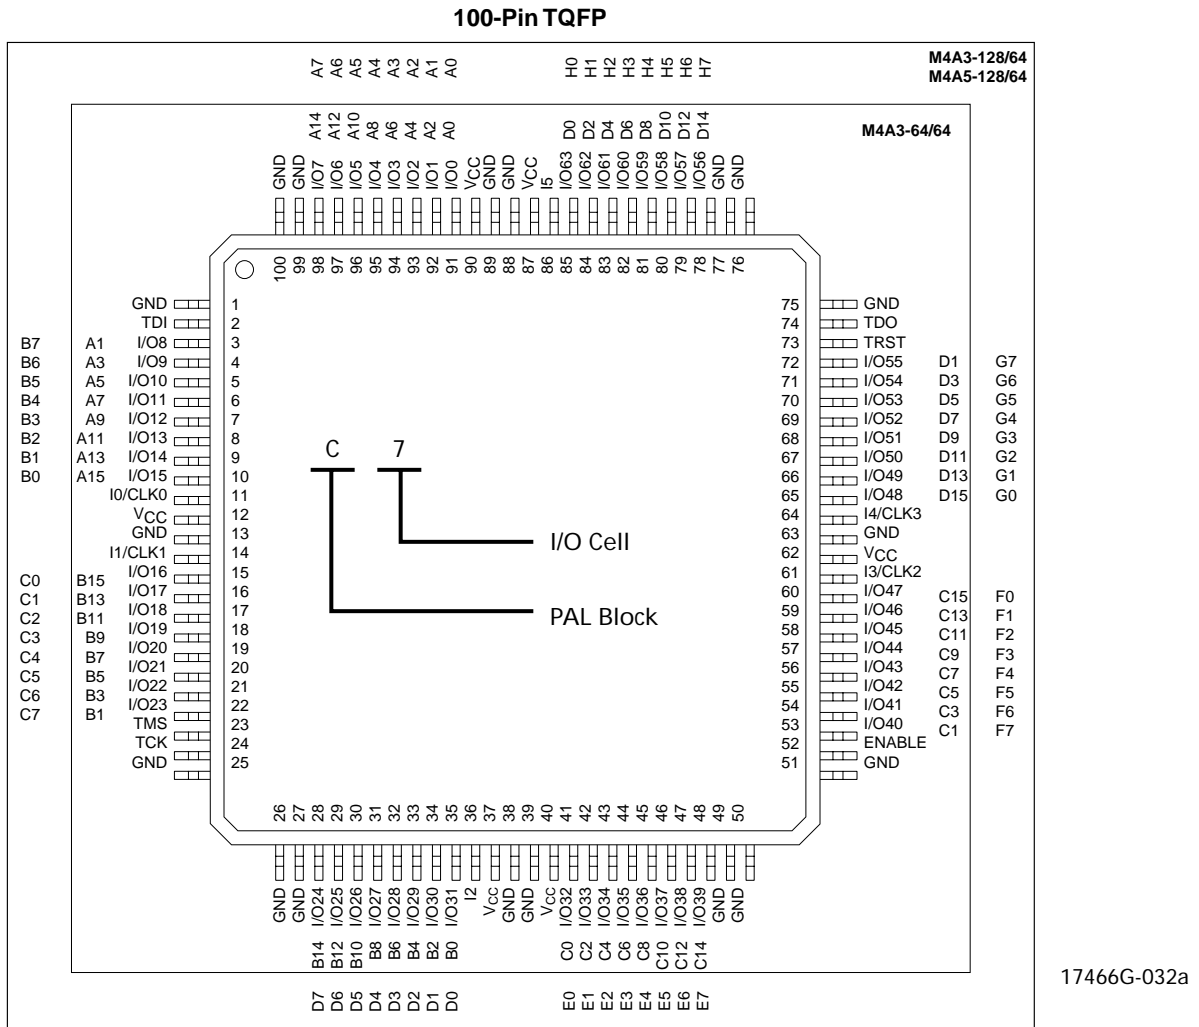 100-Pin TQFP
M4A3-128/64
M4A5-128/64
A7 A6 A5 A4 A3 A2 A1 A0 H0 H1 H2 H3 H4 H5 H6 H7
M4A3-64/64
A14 A12 A10 A8 A6 A4 A2 A0 D0 D2 D4 D6 D8 D10 D12 D14
GND GND I/O7 I/O6 I/O5 I/O4 I/O3 I/O2 I/O1 I/O0 VCC GND GND VCC I5 I/O63 I/O62 I/O61 I/O60 I/O59 I/O58 I/O57 I/O56 GND GND
100 99 98 97 96 95 94 93 92 91 90 89 88 87 86 85 84 83 82 81 80 79 78 77 76
GND 1 75 GND
TDI 2 74 TDO
B7 A1 I/O8 3 73 TRST
B6 A3 I/O9 4 72 I/O55 D1 G7
B5 A5 I/O10 5 71 I/O54 D3 G6
B4 A7 I/O11 6 70 I/O53 D5 G5
B3 A9 I/O12 7 69 I/O52 D7 G4
B2 A11 I/O13 8 68 I/O51 D9 G3
B1 A13 I/O14 9 67 I/O50 D11 G2
B0 A15 I/O15 10 66 I/O49 D13 G1
I0/CLK0 11 65 I/O48 D15 G0
VCC 12 64 I4/CLK3
GND 13 63 GND
I1/CLK1 14 62 VCC
I/O16 15 61 I3/CLK2
C0 B15 I/O17 16 60 I/O47
C1 B13 I/O18 17 59 I/O46 C15 F0
C2 B11 I/O19 18 58 I/O45 C13 F1
C3 B9 I/O20 19 57 I/O44 C11 F2
C4 B7 I/O21 20 56 I/O43 C9 F3
C5 B5 I/O22 21 55 I/O42 C7 F4
C6 B3 I/O23 22 54 I/O41 C5 F5
C7 B1 TMS 23 53 I/O40 C3 F6
TCK 24 52 ENABLE C1 F7
GND 25 51 GND
C 7
I/O Cell
PAL Block
26 27 28 29 30 31 32 33 34 35 36 37 38 39 40 41 42 43 44 45 46 47 48 49 50
GND GND I/O24 I/O25 I/O26 I/O27 I/O28 I/O29 I/O30 I/O31 I2 VCC GND GND VCC I/O32 I/O33 I/O34 I/O35 I/O36 I/O37 I/O38 I/O39 GND GND
B14 B12 B10 B8 B6 B4 B2 B0 C0 C2 C4 C6 C8 C10 C12 C14
D7 D6 D5 D4 D3 D2 D1 D0 E0 E1 E2 E3 E4 E5 E6 E7
17466G-032a